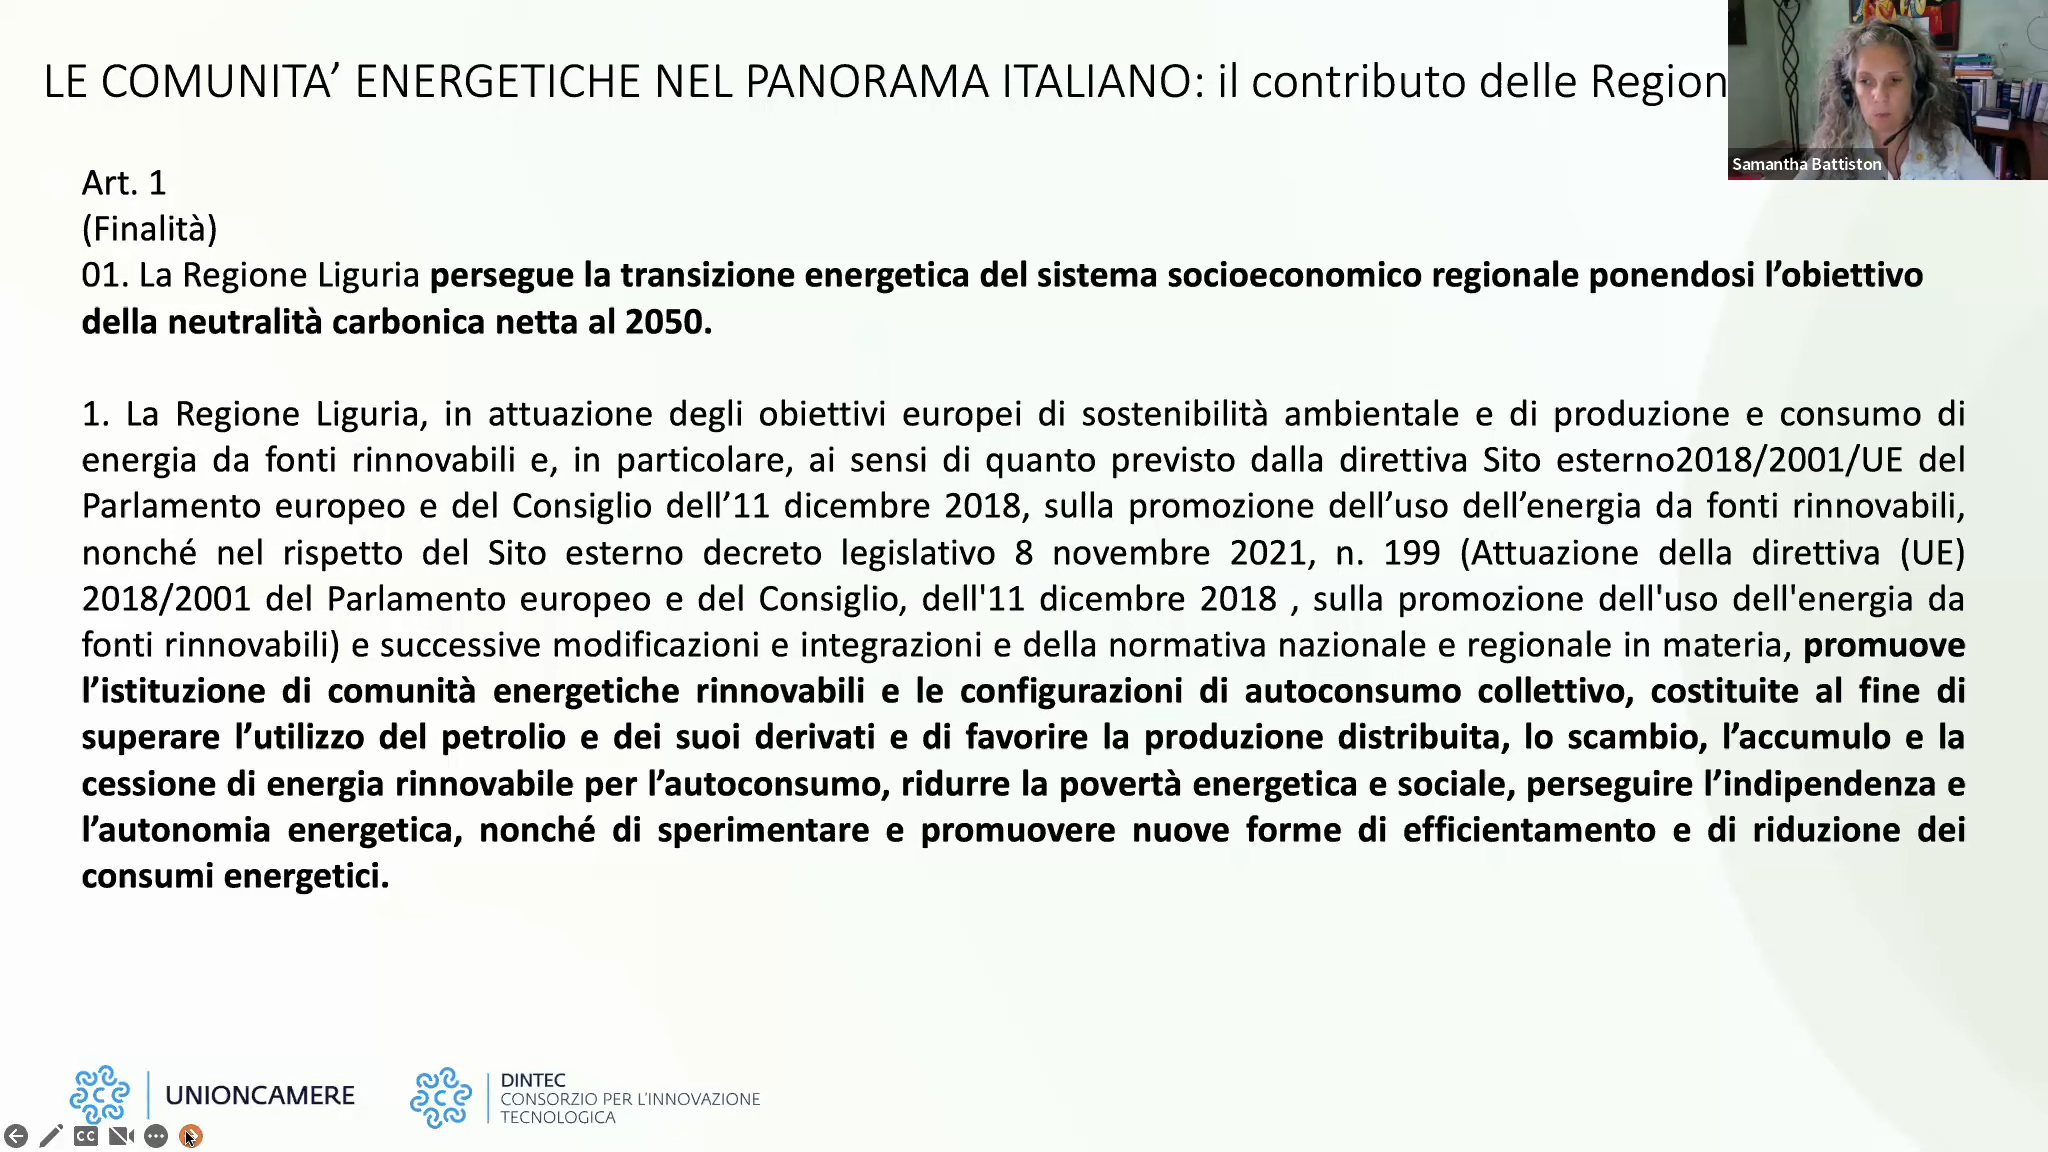 LE COMUNITA’ ENERGETICHE NEL PANORAMA ITALIANO: il contributo delle Region
Samantha Battiston
Art. 1
(Finalità)
01. La Regione Liguria persegue la transizione energetica del sistema socioeconomico regionale ponendosi l’obiettivo
della neutralità carbonica netta al 2050.
1. La Regione Liguria, in attuazione degli obiettivi europei di sostenibilità ambientale e di produzione e consumo di
energia da fonti rinnovabili e, in particolare, ai sensi di quanto previsto dalla direttiva Sito esterno2018/2001/UE del
Parlamento europeo e del Consiglio dell’11 dicembre 2018, sulla promozione dell’uso dell’energia da fonti rinnovabili,
nonché nel rispetto del Sito esterno decreto legislativo 8 novembre 2021, n. 199 (Attuazione della direttiva (UE)
2018/2001 del Parlamento europeo e del Consiglio, dell'11 dicembre 2018 , sulla promozione dell'uso dell'energia da
fonti rinnovabili) e successive modificazioni e integrazioni e della normativa nazionale e regionale in materia, promuove
l’istituzione di comunità energetiche rinnovabili e le configurazioni di autoconsumo collettivo, costituite al fine di
superare l’utilizzo del petrolio e dei suoi derivati e di favorire la produzione distribuita, lo scambio, l’accumulo e la
cessione di energia rinnovabile per l’autoconsumo, ridurre la povertà energetica e sociale, perseguire l’indipendenza e
l’autonomia energetica, nonché di sperimentare e promuovere nuove forme di efficientamento e di riduzione dei
consumi energetici.
UNIONCAMERE
DINTEC
CONSORZIO PER L'INNOVAZIONE
TECNOLOGICA
CC